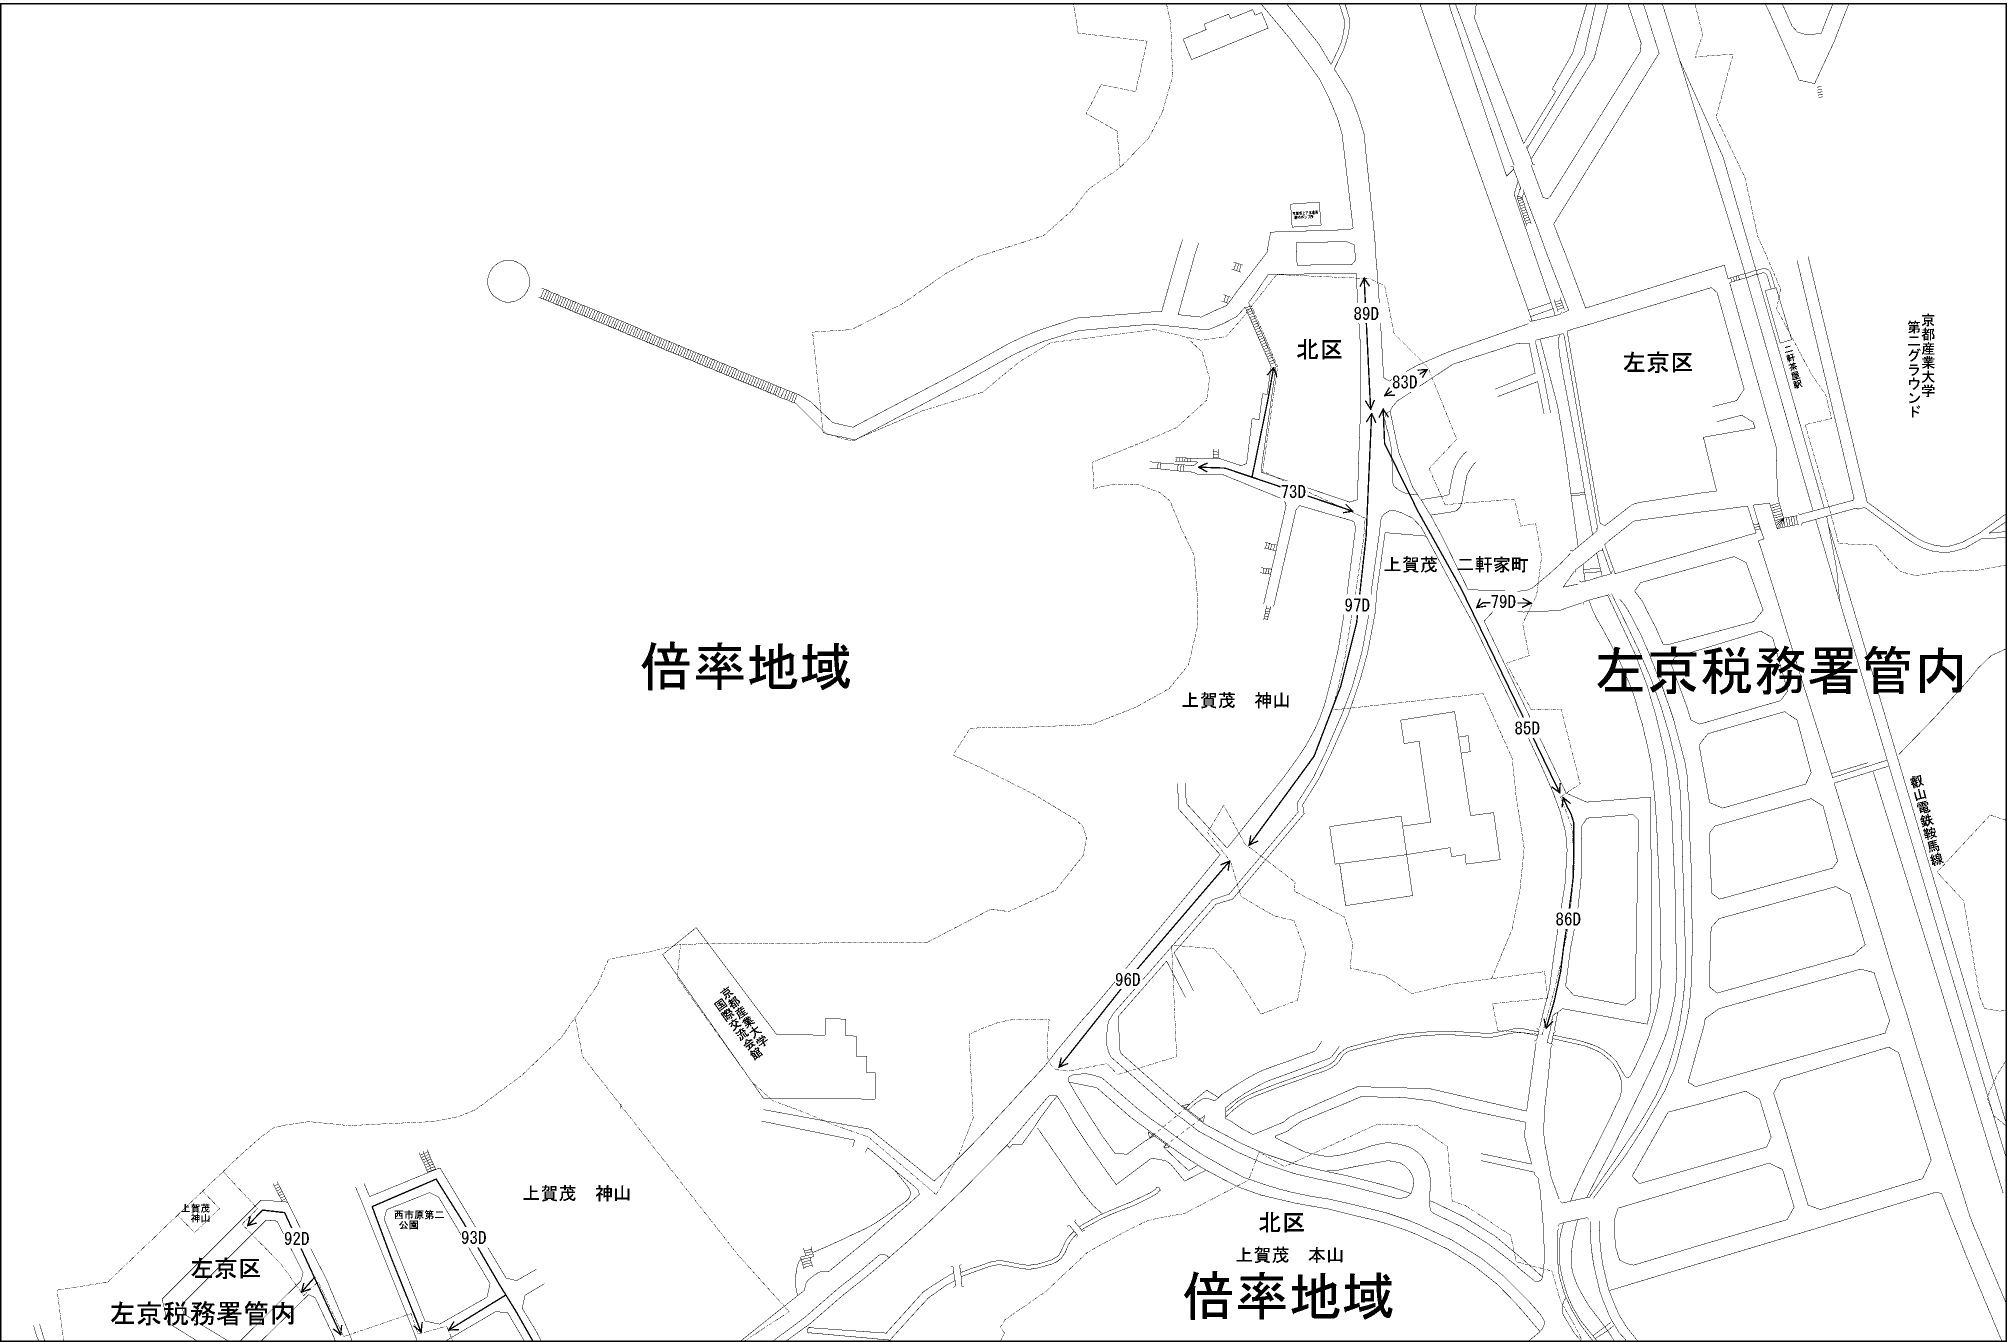 89D
北区
83D
左京区
二軒茶屋駅
京都産業大学
第二グラウンド
73D
上賀茂　二軒家町
97D
79D
倍率地域
左京税務署管内
上賀茂　神山
85D
叡山電鉄鞍馬線
86D
96D
京都産業大学
国際交流会館
上賀茂　神山
上賀茂
神山
西市原第二
公園
92D
93D
左京区
左京税務署管内
北区
上賀茂　本山
倍率地域